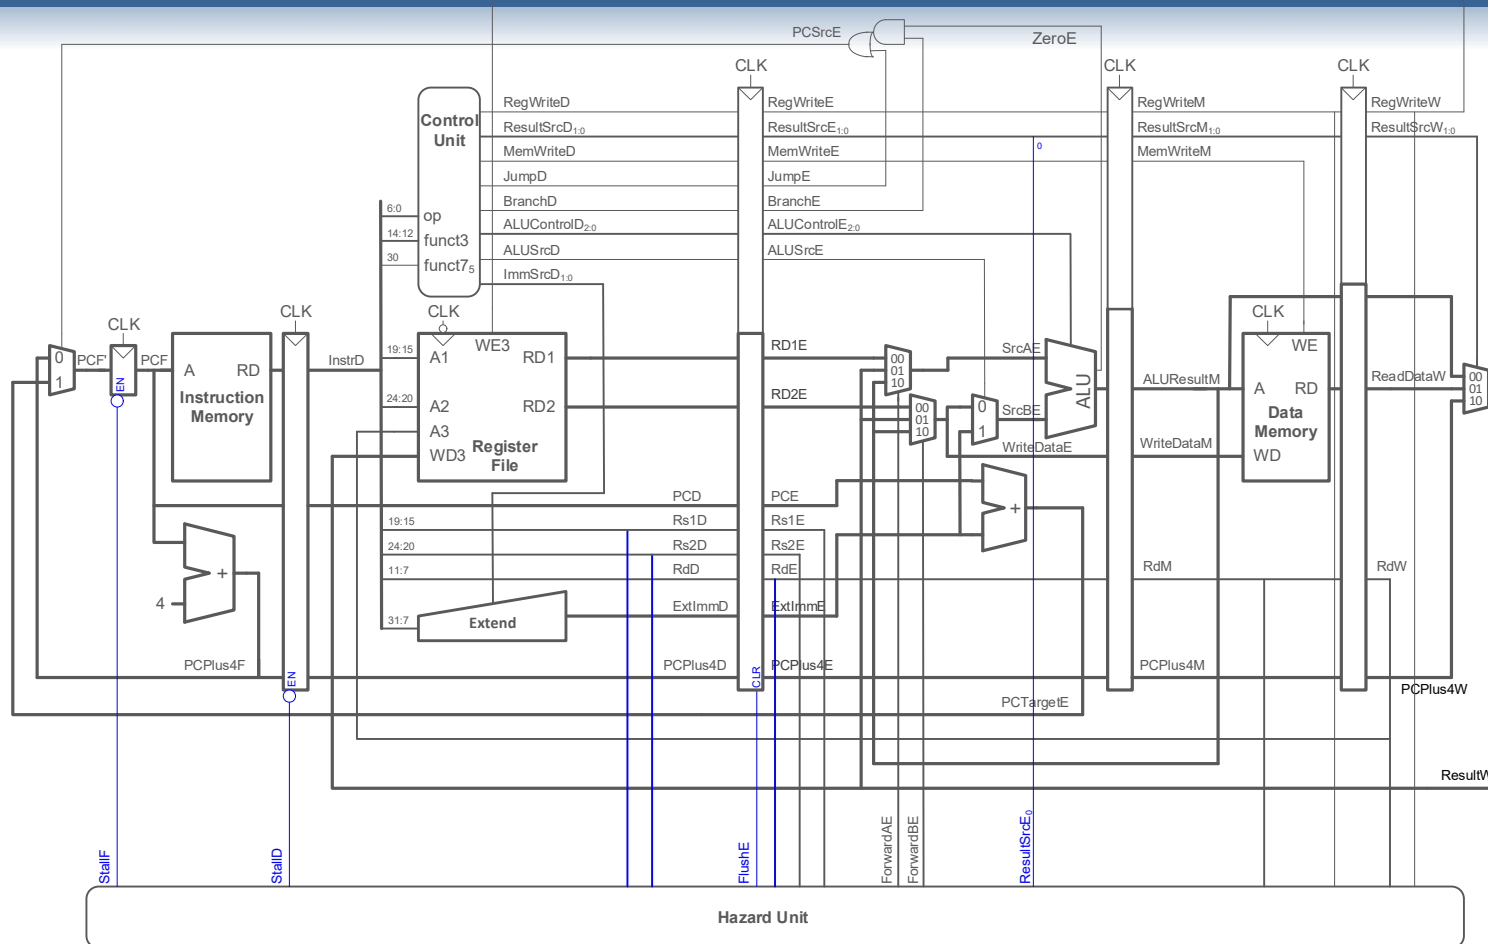 PCSrcE
ZeroE
CLK
CLK
CLK
Control
Unit
RegWriteD
RegWriteE
RegWriteM
RegWriteW
ResultSrcD1:0
ResultSrcE1:0
0
ResultSrcM1:0
ResultSrcW1:0
MemWriteD
MemWriteE
MemWriteM
JumpD
JumpE
6:0
op
BranchD
BranchE
14:12
funct3
ALUControlD2:0
ALUControlE2:0
30
funct75
ALUSrcD
ALUSrcE
ImmSrcD1:0
CLK
CLK
CLK
CLK
0
1
PCF'
EN
PCF
A
RD
Instruction
Memory
InstrD
19:15
A1
WE3
RD1
RD1E
00
01
10
SrcAE
ALU
ALUResultM
WE
A
RD
Data
Memory
WD
ReadDataW
00
01
10
24:20
A2
RD2
RD2E
00
01
10
0
1
SrcBE
A3
WD3
Register
File
WriteDataE
WriteDataM
PCD
PCE
+
19:15
Rs1D
Rs1E
24:20
Rs2D
Rs2E
11:7
RdD
RdE
RdM
RdW
+
4
31:7
Extend
ExtImmD
ExtImmE
PCPlus4F
EN
PCPlus4D
CLR
PCPlus4E
PCPlus4M
PCPlus4W
PCTargetE
ResultW
StallF
StallD
FlushE
ForwardAE
ForwardBE
ResultSrcE0
Hazard Unit